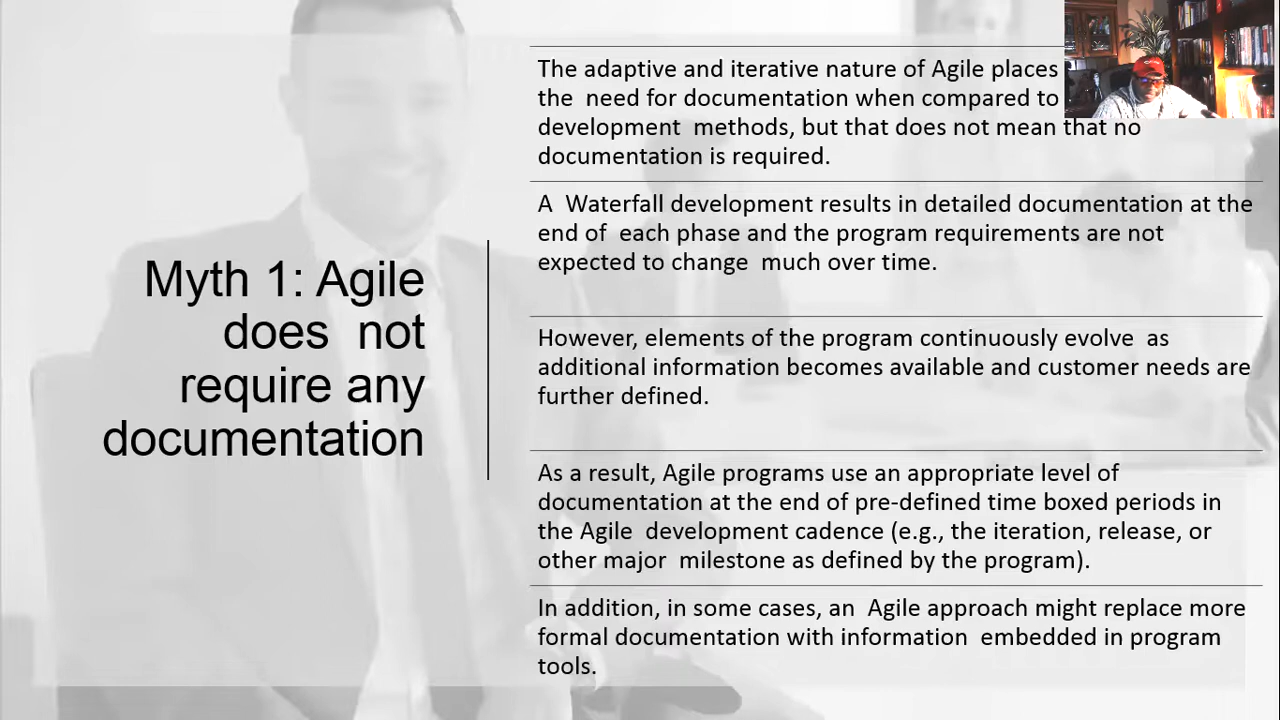 Myth 1: Agile
does not
require any
documentation
The adaptive and iterative nature of Agile places
the need for documentation when compared to
development methods, but that does not mean that no
documentation is required.
A Waterfall development results in detailed documentation at the
end of each phase and the program requirements are not
expected to change much over time.
However, elements of the program continuously evolve as
additional information becomes available and customer needs are
further defined.
As a result, Agile programs use an appropriate level of
documentation at the end of pre-defined time boxed periods in
the Agile development cadence (e.g., the iteration, release, or
other major milestone as defined by the program).
In addition, in some cases, an Agile approach might replace more
formal documentation with information embedded in program
tools.